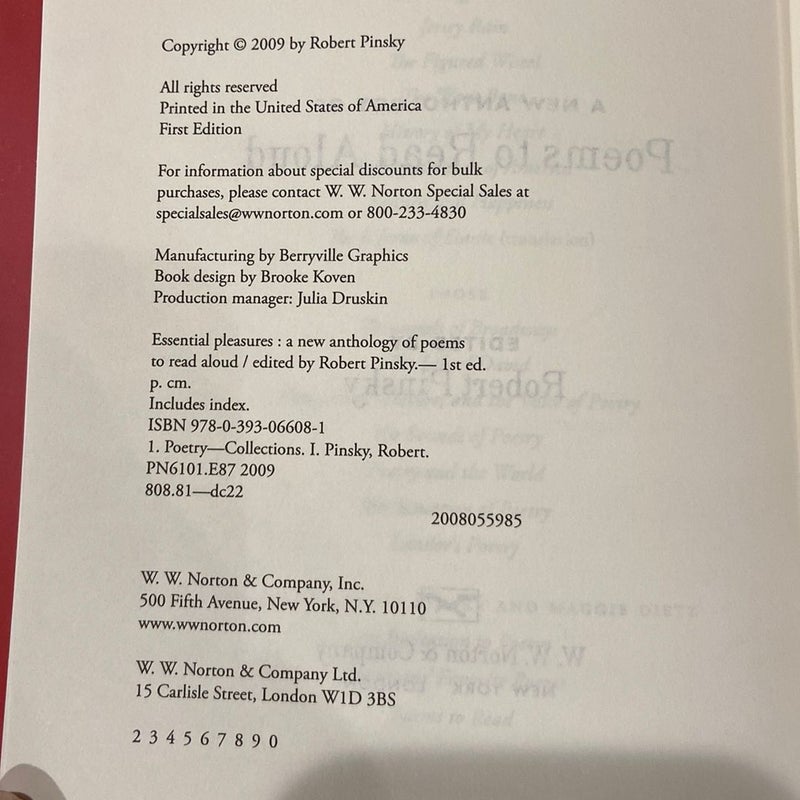 Copyright © 2009 by Robert Pinsky
All rights reserved
Printed in the United States of America
First Edition
For information about special discounts for bulk
purchases, please contact W. W. Norton Special Sales at
specialsales@wwnorton.com or 800-233-4830
Manufacturing by Berryville Graphics
Book design by Brooke Koven
Production manager: Julia Druskin
Essential pleasures : a new anthology of poems
to read aloud / edited by Robert Pinsky.— 1st ed.
p. cm.
Includes index.
ISBN 978-0-393-06608-1
1. Poetry—Collections. I. Pinsky, Robert.
PN6101.E87 2009
808.81—dc22
2008055985
W. W. Norton & Company, Inc.
500 Fifth Avenue, New York, N.Y. 10110
www.wwnorton.com
W. W. Norton & Company Ltd.
15 Carlisle Street, London W1D 3BS
2 3 4 5 6 7 8 9 0